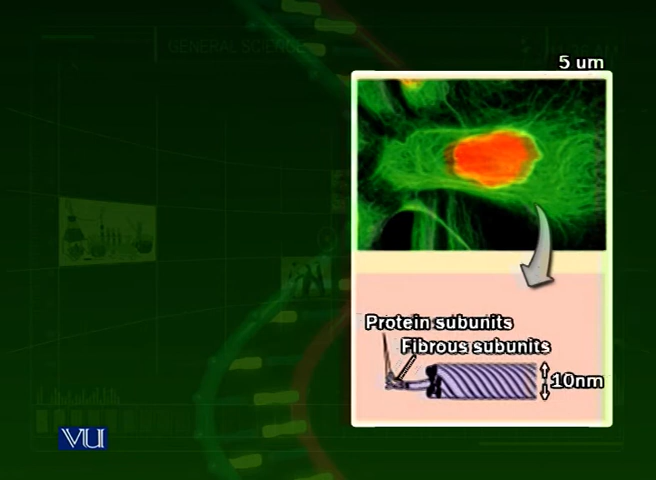 GENERAL SCIENCE
5 um
Protein subunits
Fibrous subunits
10nm
VU